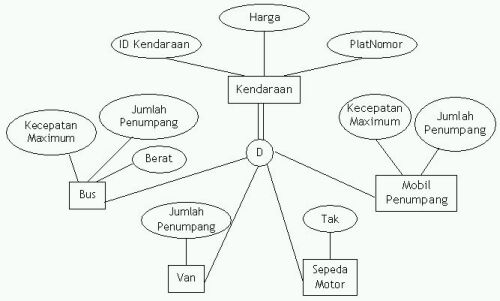 Harga
ID Kendaraan
PlatNomor
Kendaraan
Jumlah
Penumpang
Kecepatan
Maximum
Berat
Bus
D
Kecepatan
Maximum
Jumlah
Penumpang
Mobil
Penumpang
Jumlah
Penumpang
Van
Tak
Sepeda
Motor